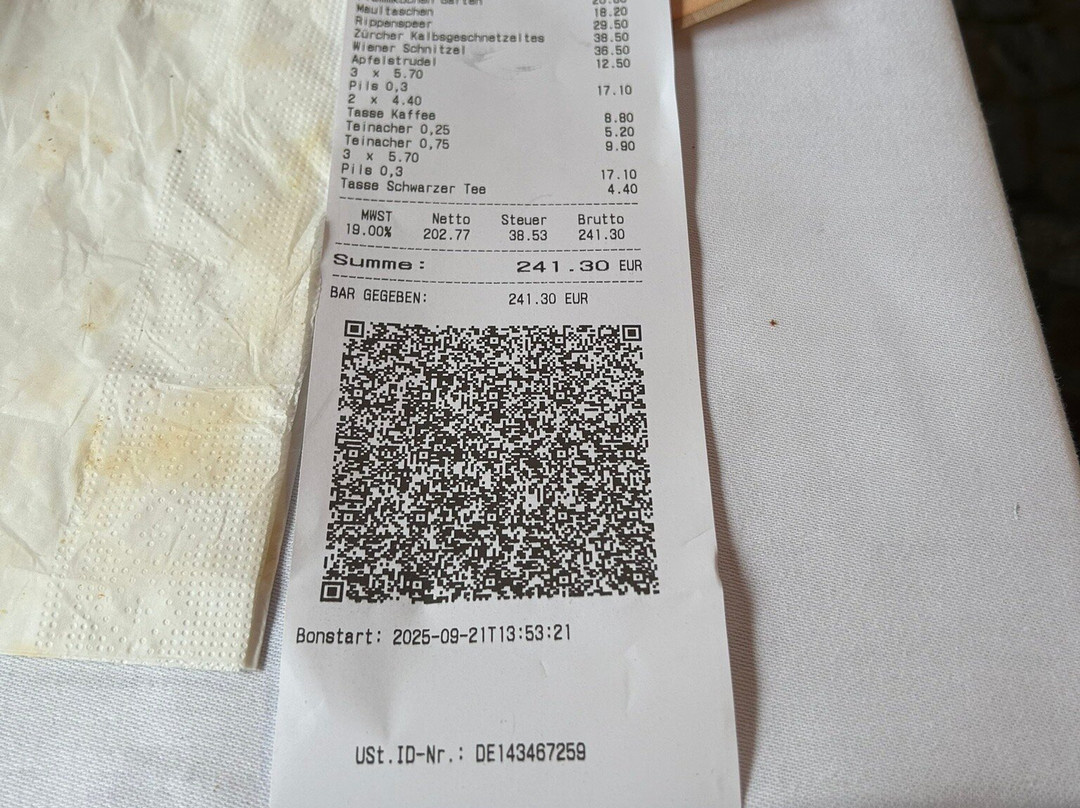 Maultaschen 18.20
Rippenspeer 29.50
Zürcher Kalbsgeschnetzeltes 38.50
Wiener Schnitzel 36.50
Apfelstrudel 12.50
3 x 5.70
Pils 0,3 17.10
2 x 4.40
Tasse Kaffee 8.80
Teinacher 0,25 5.20
Teinacher 0,75 9.90
3 x 5.70
Pils 0,3 17.10
Tasse Schwarzer Tee 4.40
MWST Netto Steuer Brutto
19.00% 202.77 38.53 241.30
Summe: 241.30 EUR
BAR GEGEBEN: 241.30 EUR
Bonstart: 2025-09-21T13:53:21
USt.ID-Nr.: DE143467259